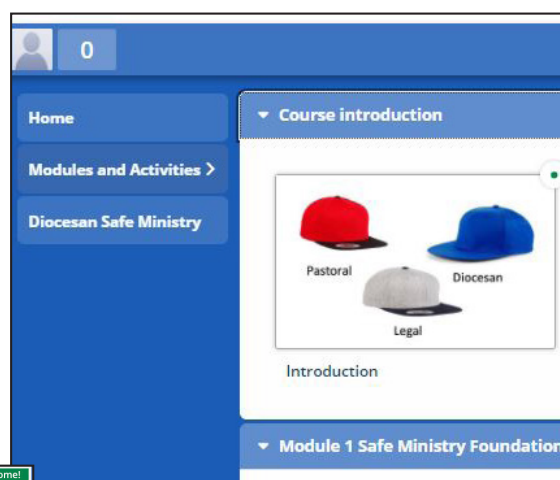 0
Home
Course introduction
Modules and Activities >
Diocesan Safe Ministry
Pastoral
Diocesan
Legal
Introduction
Module 1 Safe Ministry Foundation
ome!